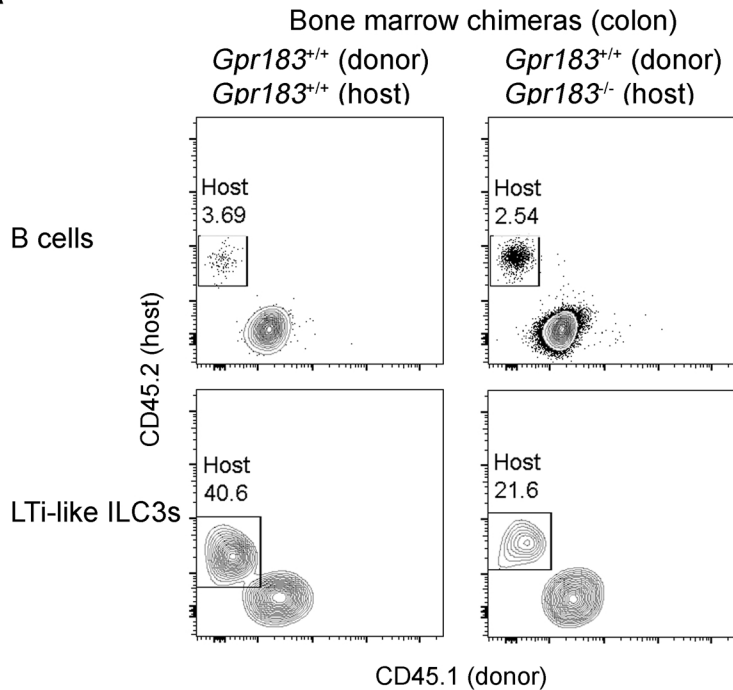 Bone marrow chimeras (colon)
Gpr183+/+ (donor)
Gpr183+/+ (host)
Gpr183+/+ (donor)
Gpr183-/- (host)
B cells
Host
3.69
Host
2.54
CD45.2 (host)
LTi-like ILC3s
Host
40.6
Host
21.6
CD45.1 (donor)